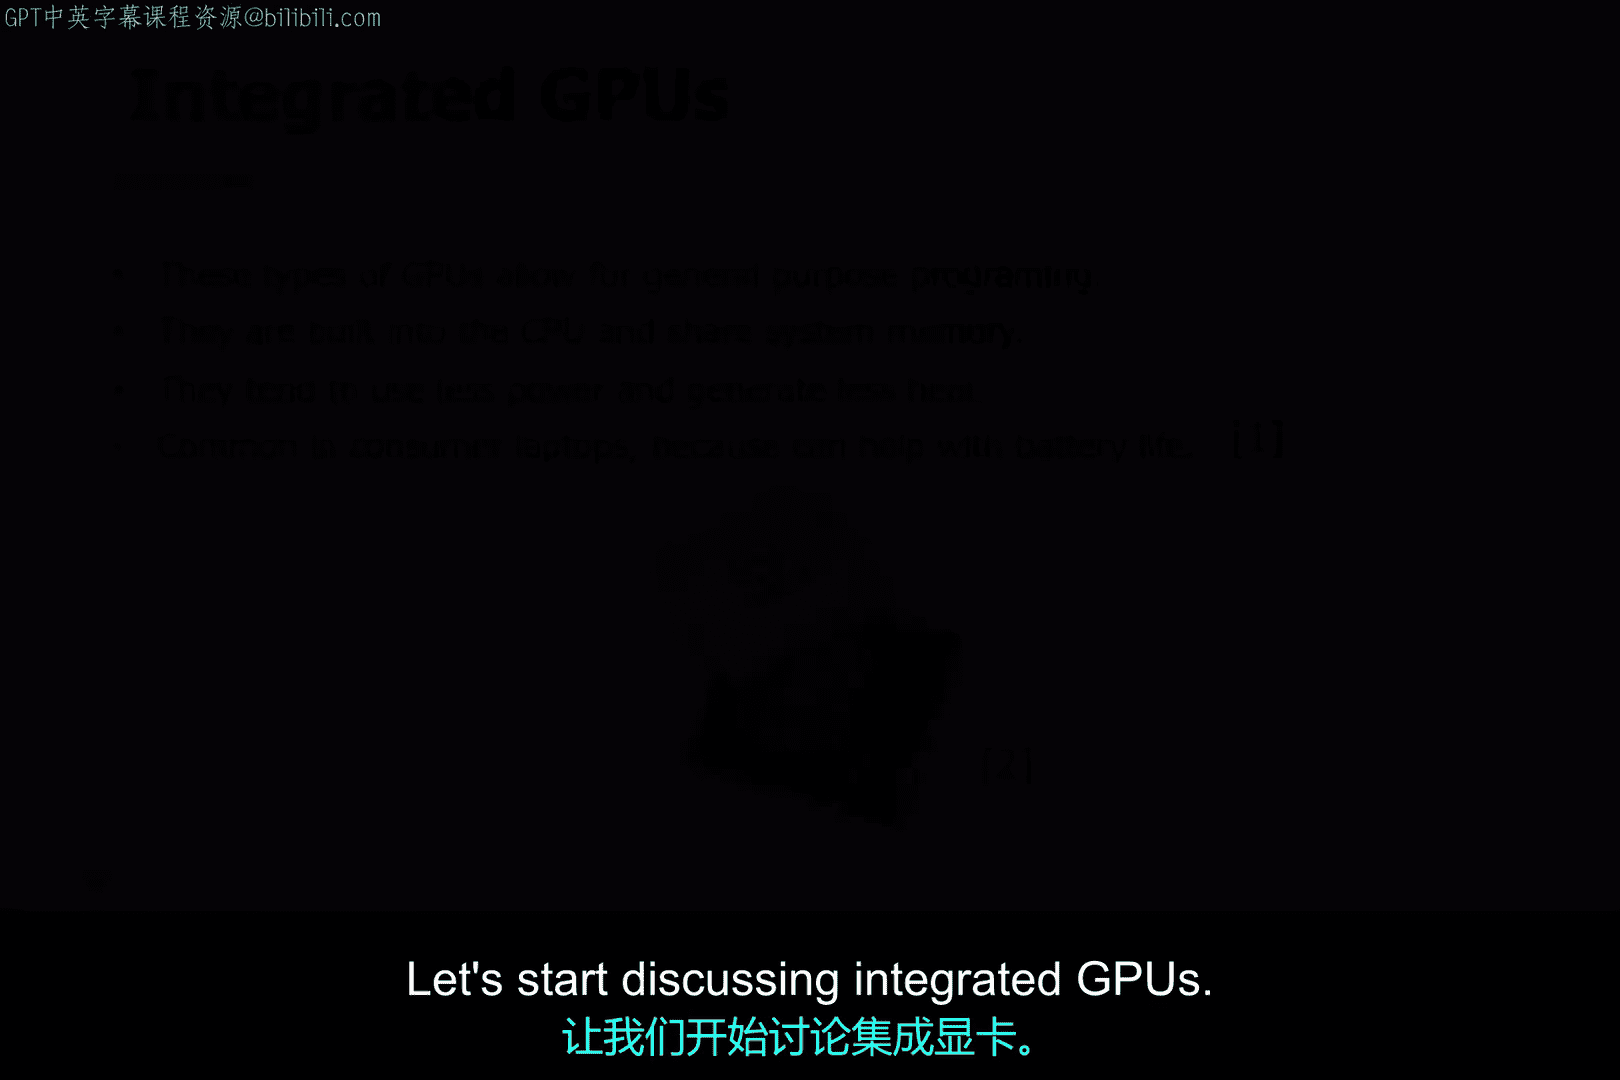 GPT中英字幕课程资源@bilibili.com
Integrated GPUs
• These types of GPUs allow for general purpose programing
• They are built into the CPU and share system memory.
• They tend to use less power and generate less heat
• Common in consumer laptops, because can help with battery life. [1]
[2]
Let's start discussing integrated GPUs.
让我们开始讨论集成显卡。